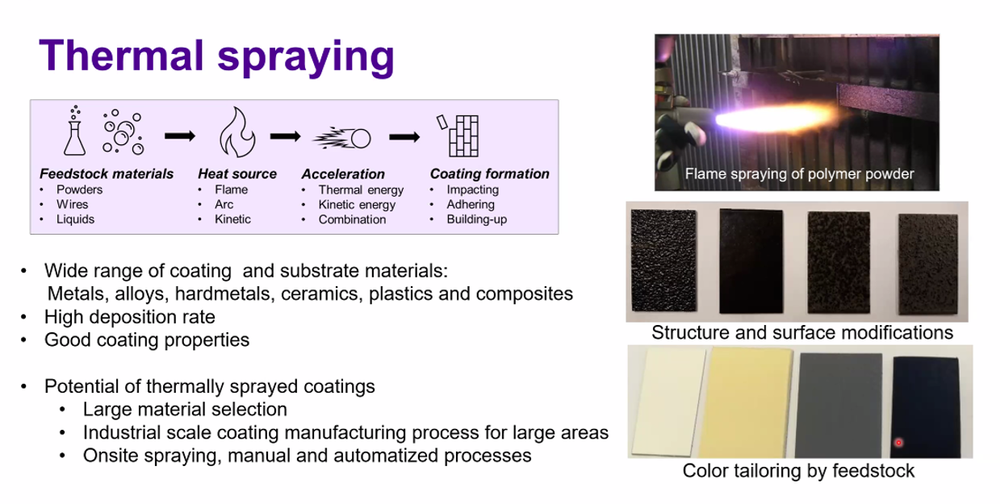 Thermal spraying
Feedstock materials
• Powders
• Wires
• Liquids
Heat source
• Flame
• Arc
• Kinetic
Acceleration
• Thermal energy
• Kinetic energy
• Combination
Coating formation
• Impacting
• Adhering
• Building-up
• Wide range of coating and substrate materials:
Metals, alloys, hardmetals, ceramics, plastics and composites
• High deposition rate
• Good coating properties
• Potential of thermally sprayed coatings
• Large material selection
• Industrial scale coating manufacturing process for large areas
• Onsite spraying, manual and automatized processes
Flame spraying of polymer powder
Structure and surface modifications
Color tailoring by feedstock